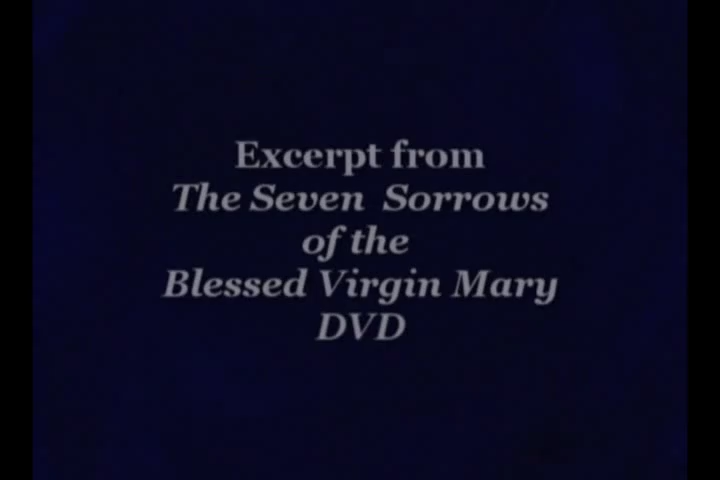 Excerpt from
The Seven Sorrows
of the
Blessed Virgin Mary
DVD